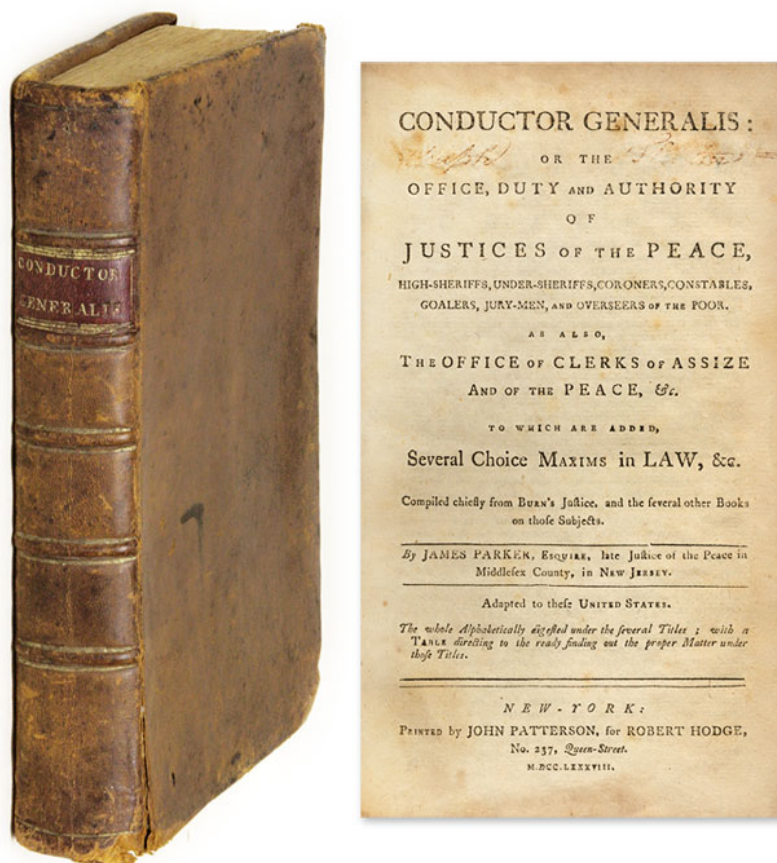 CONDUCTOR
GENERALIS
CONDUCTOR GENERALIS:
OR THE
OFFICE, DUTY AND AUTHORITY
OF
JUSTICES OF THE PEACE,
HIGH-SHERIFFS, UNDER-SHERIFFS, CORONERS, CONSTABLES,
GOALERS, JURY-MEN, AND OVERSEERS OF THE POOR.
AS ALSO,
THE OFFICE OF CLERKS OF ASSIZE
AND OF THE PEACE, &c.
TO WHICH ARE ADDED,
Several Choice MAXIMS in LAW, &c.
Compiled chiefly from BURN'S Juſtice, and the ſeveral other Books
on thoſe Subjects.
By JAMES PARKER, ESQUIRE, late Juſtice of the Peace in
Middleſex County, in NEW JERSEY.
Adapted to theſe UNITED STATES.
The whole Alphabetically digeſted under the ſeveral Titles; with a
TABLE directing to the ready finding out the proper Matter under
thoſe Titles.
NEW-YORK:
PRINTED by JOHN PATTERSON, for ROBERT HODGE,
No. 237, Queen-Street.
M.DCC.LXXXVIII.